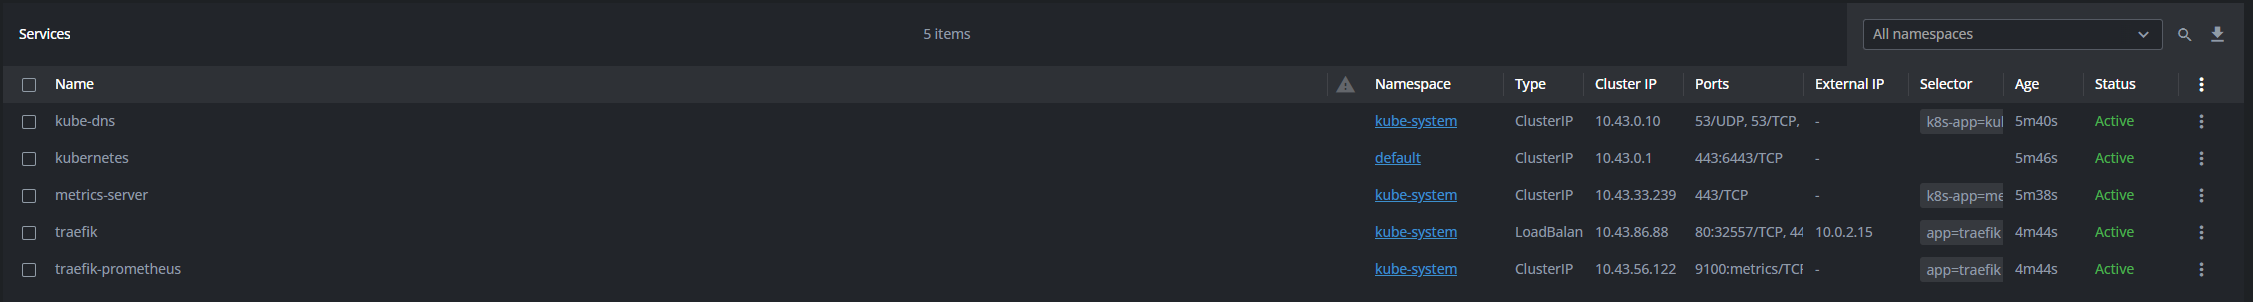 Services 5 items All namespaces
Name Namespace Type Cluster IP Ports External IP Selector Age Status
kube-dns kube-system ClusterIP 10.43.0.10 53/UDP, 53/TCP, - k8s-app=kul 5m40s Active
kubernetes default ClusterIP 10.43.0.1 443:6443/TCP - 5m46s Active
metrics-server kube-system ClusterIP 10.43.33.239 443/TCP - k8s-app=me 5m38s Active
traefik kube-system LoadBalan 10.43.86.88 80:32557/TCP, 44 10.0.2.15 app=traefik 4m44s Active
traefik-prometheus kube-system ClusterIP 10.43.56.122 9100:metrics/TCP - app=traefik 4m44s Active